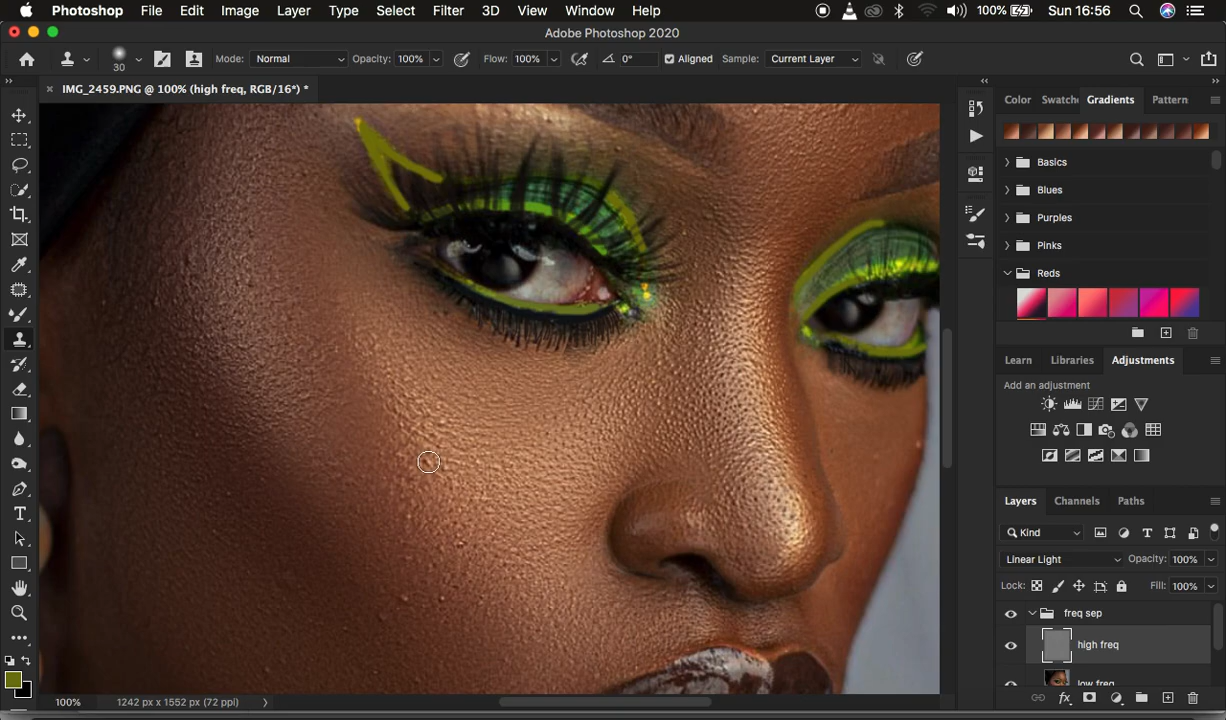 Photoshop File Edit Image Layer Type Select Filter 3D View Window Help 100% Sun 16:56
Adobe Photoshop 2020
30 Mode: Normal Opacity: 100% Flow: 100% 0° Aligned Sample: Current Layer
IMG_2459.PNG @ 100% (high freq, RGB/16*) *
Color Swatche Gradients Pattern
Basics
Blues
Purples
Pinks
Reds
Learn Libraries Adjustments
Add an adjustment
Layers Channels Paths
Kind
Linear Light Opacity: 100%
Lock: Fill: 100%
freq sep
high freq
low freq
100% 1242 px x 1552 px (72 ppi)